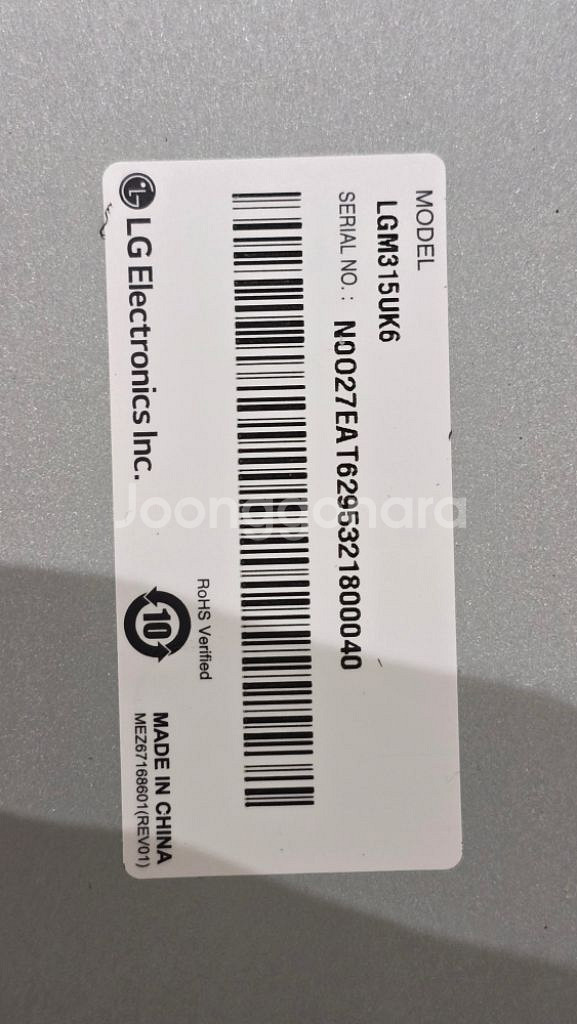 MODEL
LGM315UK6
SERIAL NO. : N0027EAT6295321800040
RoHS Verified
10
LG Electronics Inc.
MADE IN CHINA
MEZ67168601(REV01)
Joonggonara